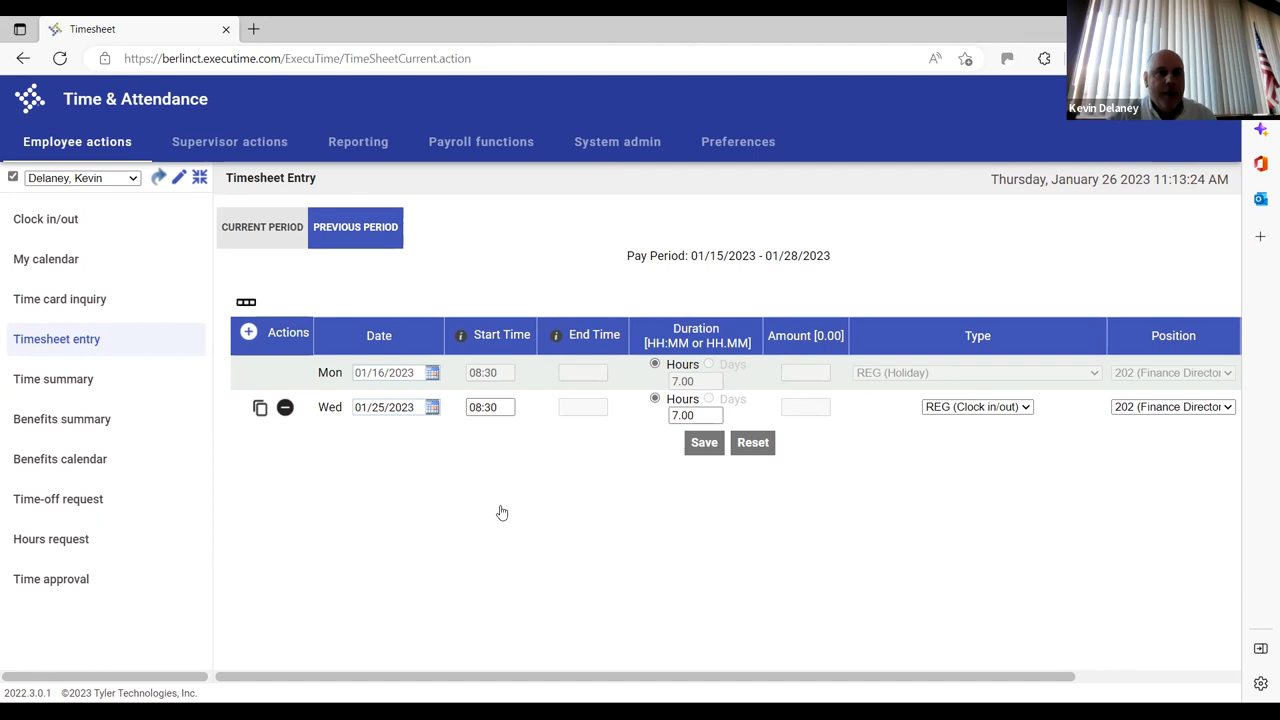 Timesheet
https://berlinct.executime.com/ExecuTime/TimeSheetCurrent.action
Kevin Delaney
Time & Attendance
Employee actions Supervisor actions Reporting Payroll functions System admin Preferences
Delaney, Kevin
Timesheet Entry
Thursday, January 26 2023 11:13:24 AM
Clock in/out
My calendar
Time card inquiry
Timesheet entry
Time summary
Benefits summary
Benefits calendar
Time-off request
Hours request
Time approval
CURRENT PERIOD PREVIOUS PERIOD
Pay Period: 01/15/2023 - 01/28/2023
Actions Date Start Time End Time Duration [HH:MM or HH.MM] Amount [0.00] Type Position
Mon 01/16/2023 08:30 Hours Days 7.00 REG (Holiday) 202 (Finance Director
Wed 01/25/2023 08:30 Hours Days 7.00 REG (Clock in/out) 202 (Finance Director
Save Reset
2022.3.0.1 ©2023 Tyler Technologies, Inc.